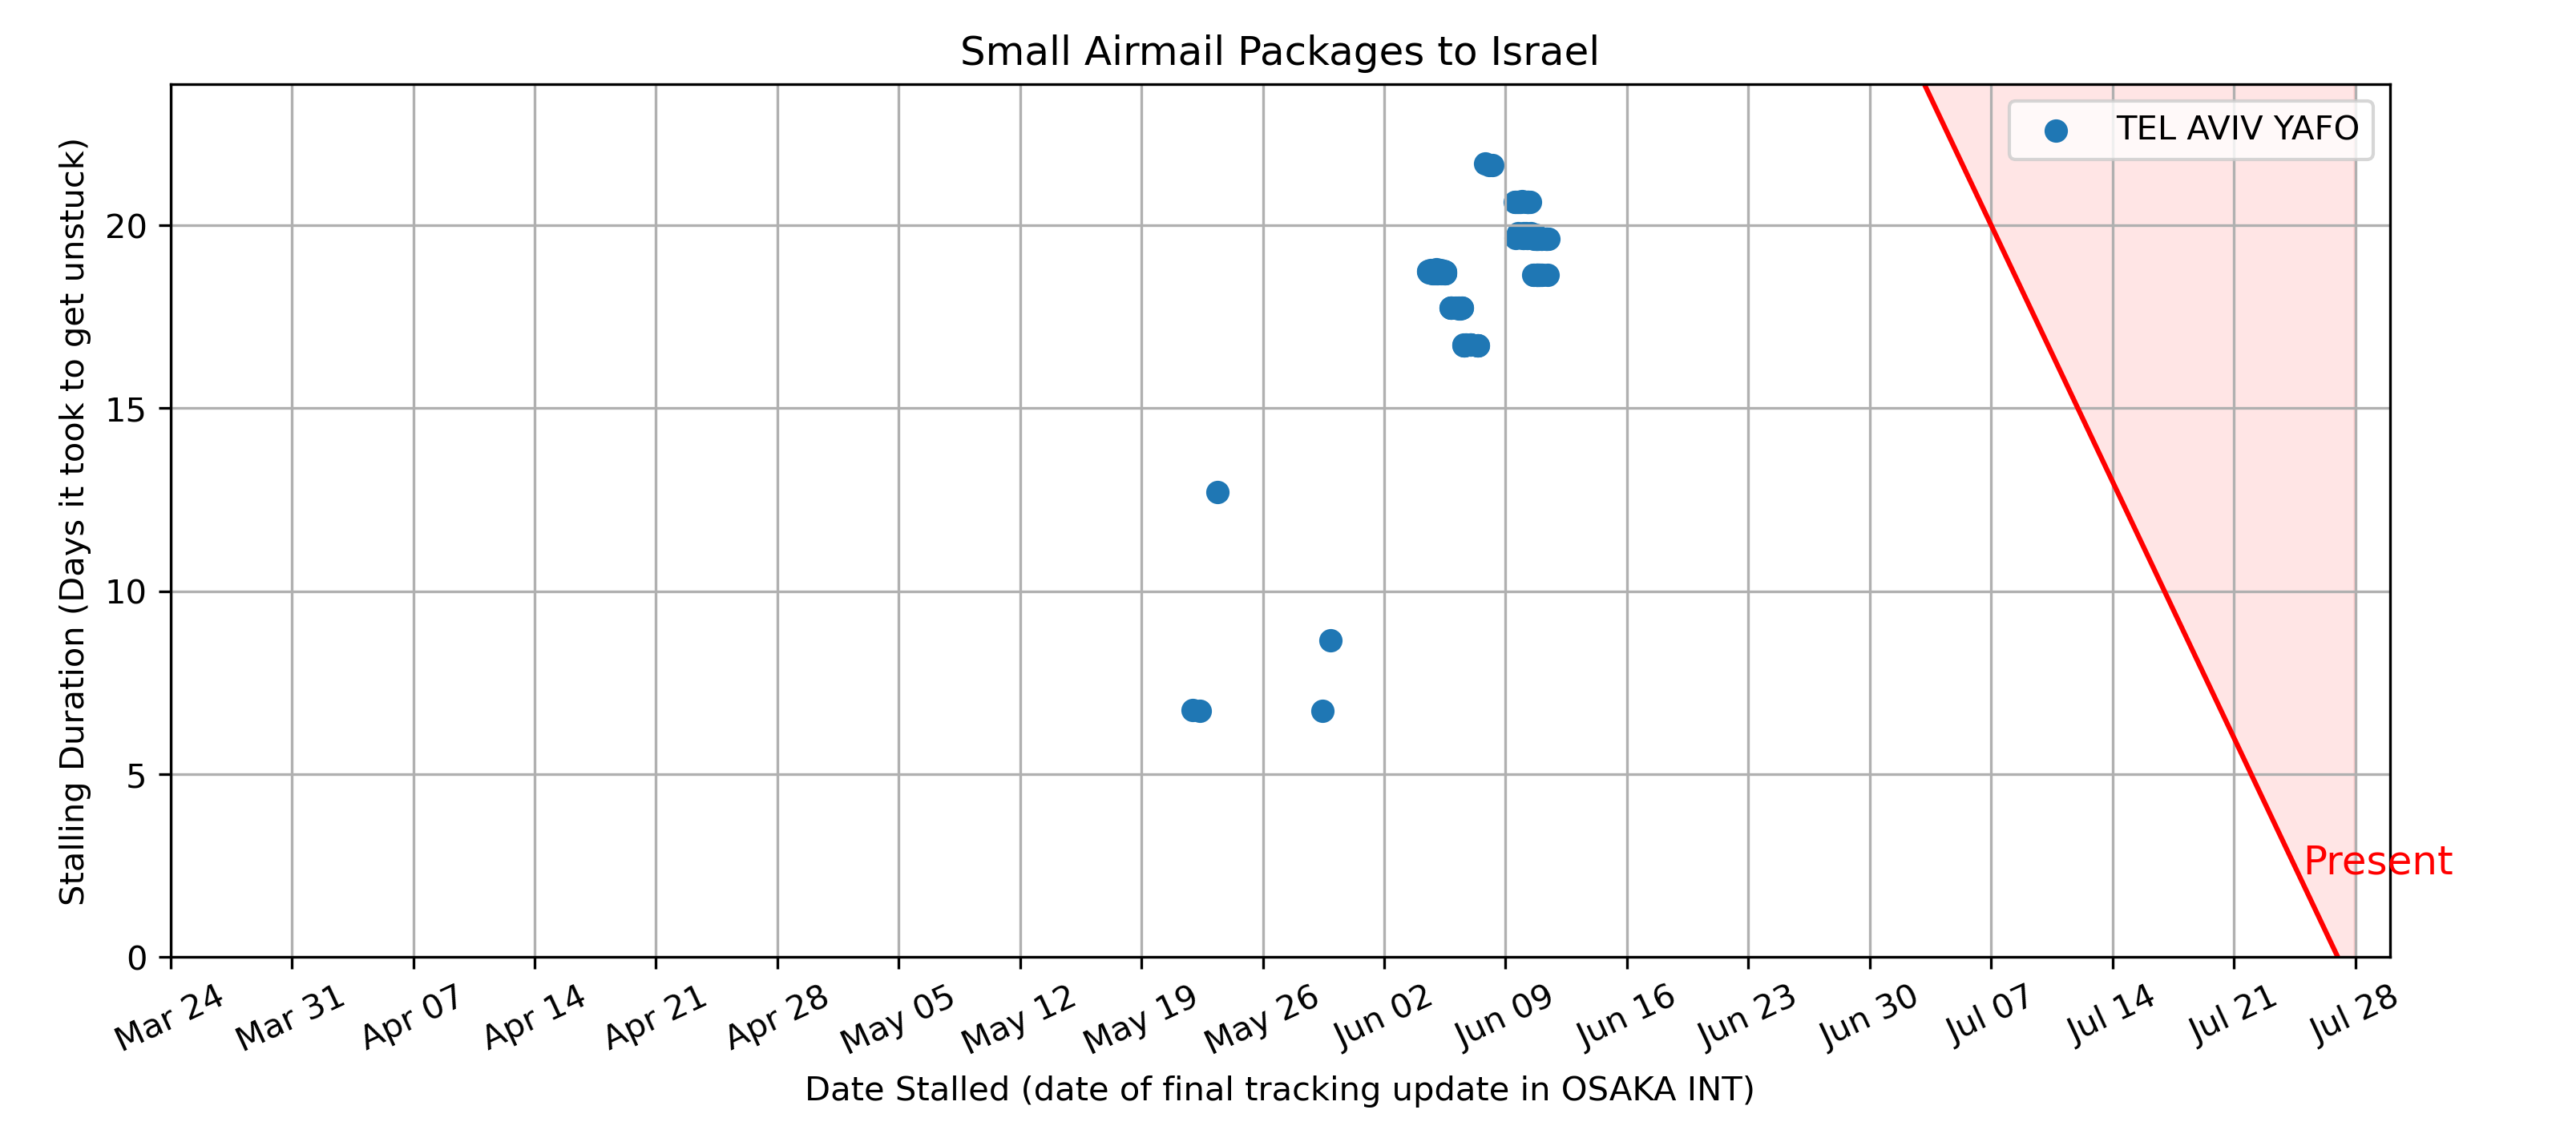 Small Airmail Packages to Israel
TEL AVIV YAFO
Stalling Duration (Days it took to get unstuck)
20
15
10
5
0
Present
Mar 24
Mar 31
Apr 07
Apr 14
Apr 21
Apr 28
May 05
May 12
May 19
May 26
Jun 02
Jun 09
Jun 16
Jun 23
Jun 30
Jul 07
Jul 14
Jul 21
Jul 28
Date Stalled (date of final tracking update in OSAKA INT)